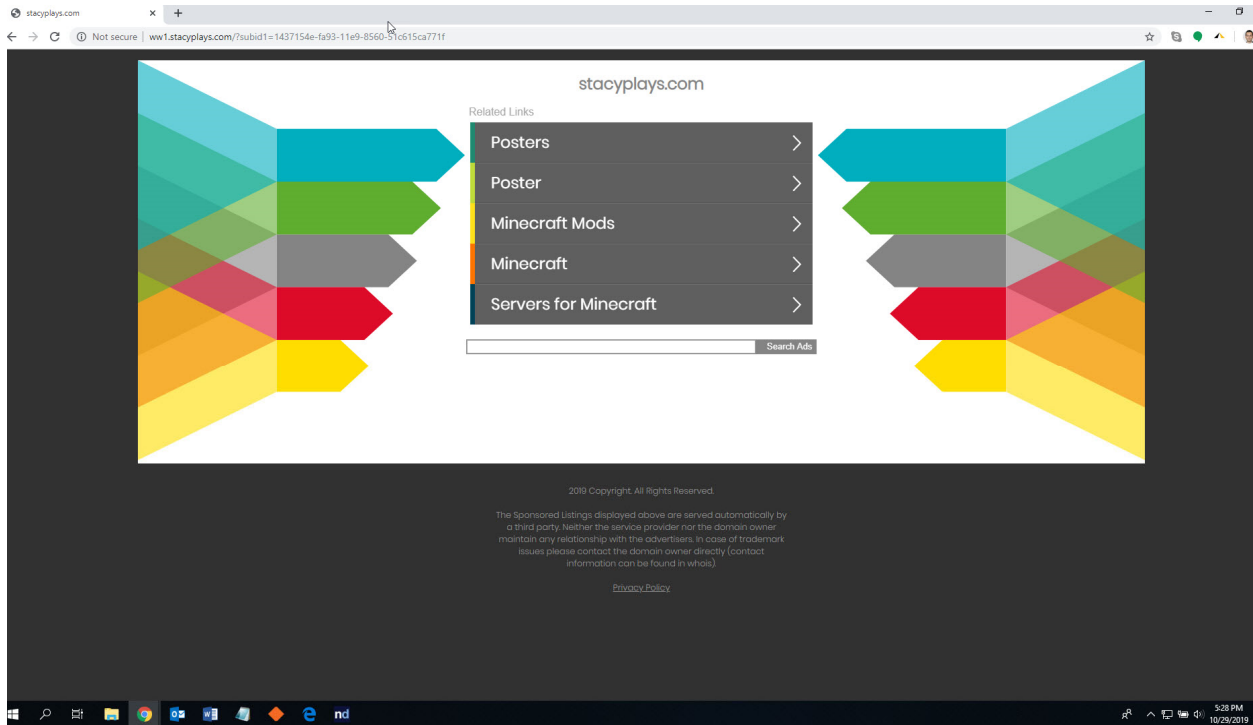 stacyplays.com
Not secure | ww1.stacyplays.com/?subid1=1437154e-fa93-11e9-8560-51c615ca771f
stacyplays.com
Related Links
Posters
Poster
Minecraft Mods
Minecraft
Servers for Minecraft
Search Ads
2019 Copyright. All Rights Reserved.
The Sponsored Listings displayed above are served automatically by
a third party. Neither the service provider nor the domain owner
maintain any relationship with the advertisers. In case of trademark
issues please contact the domain owner directly (contact
information can be found in whois).
Privacy Policy
nd
5:28 PM
10/29/2019